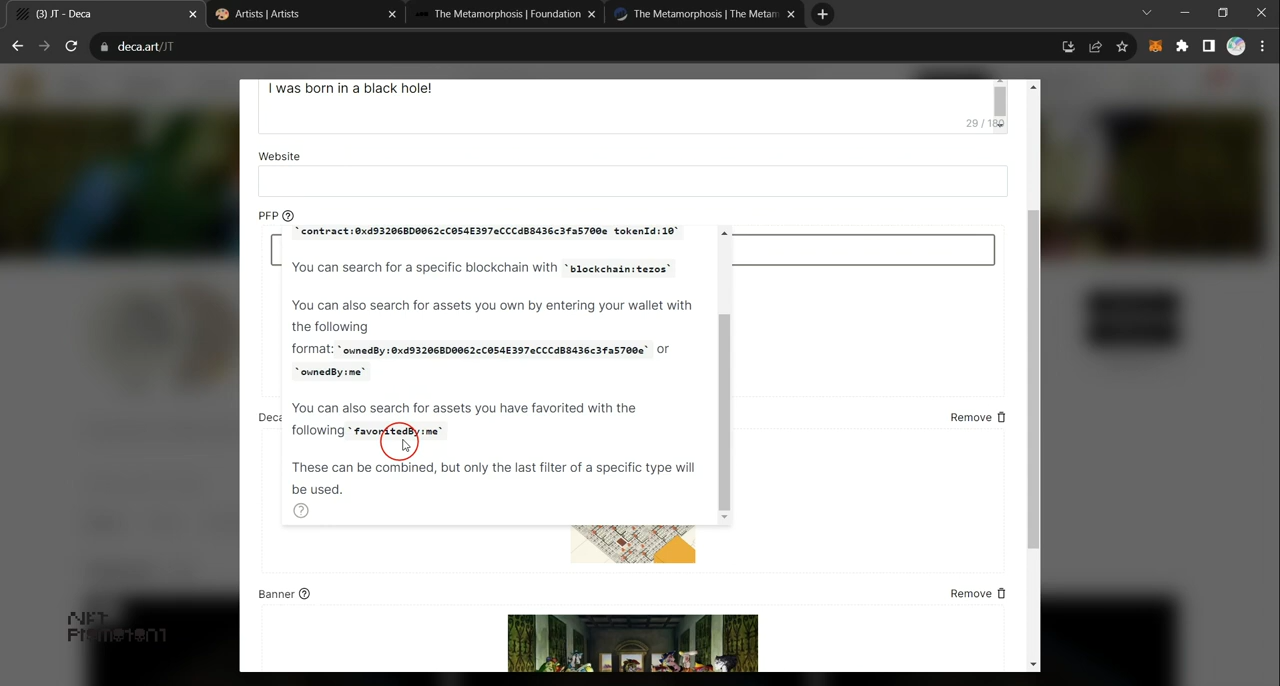 (3) JT - Deca
Artists | Artists
The Metamorphosis | Foundation
The Metamorphosis | The Metam
deca.art/JT
I was born in a black hole!
29 / 180
Website
PFP
`contract:0xd93206BD0062cC054E397eCCCdB8436c3fa5700e tokenId:10`
You can search for a specific blockchain with `blockchain:tezos`
You can also search for assets you own by entering your wallet with
the following
format: `ownedBy:0xd93206BD0062cC054E397eCCCdB8436c3fa5700e` or
`ownedBy:me`
Deca
Remove
You can also search for assets you have favorited with the
following `favoritedBy:me`
These can be combined, but only the last filter of a specific type will
be used.
Banner
Remove
NFT